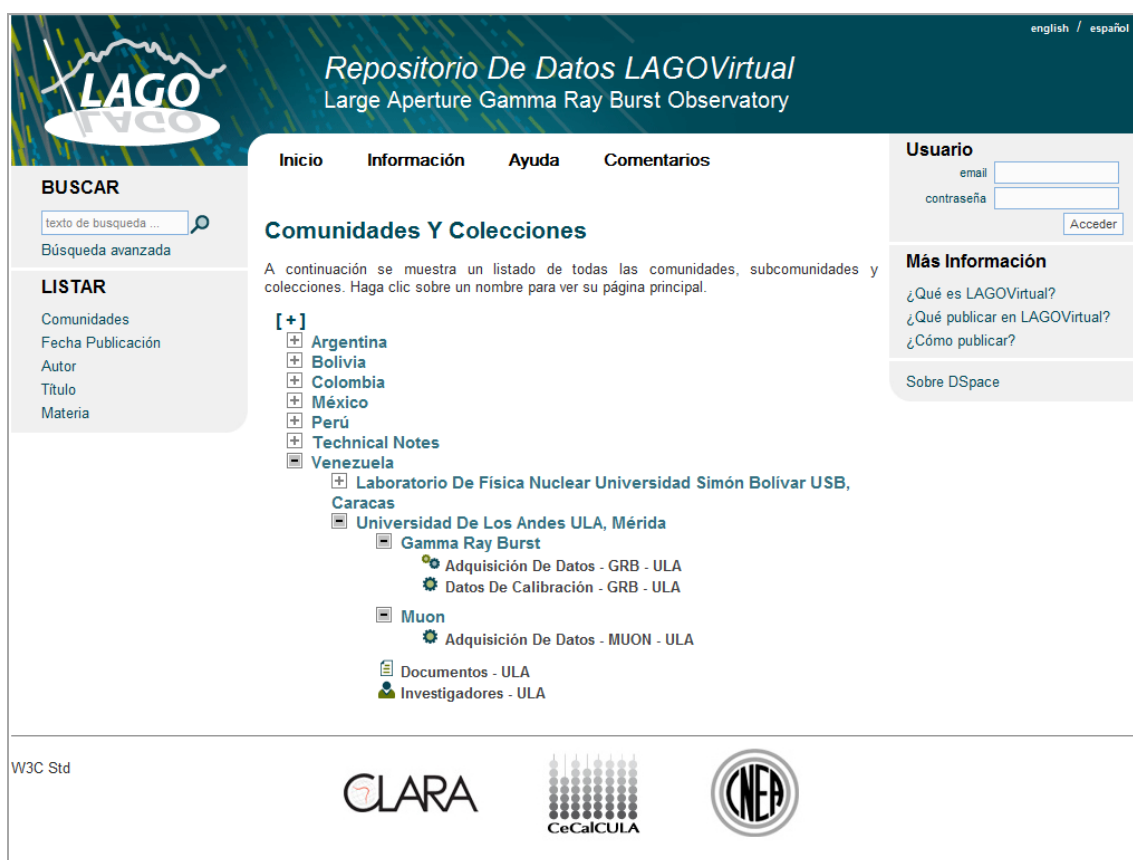 english / español
LAGO
Repositorio De Datos LAGOVirtual
Large Aperture Gamma Ray Burst Observatory
Inicio Información Ayuda Comentarios
BUSCAR
texto de busqueda ...
Búsqueda avanzada
LISTAR
Comunidades
Fecha Publicación
Autor
Título
Materia
Comunidades Y Colecciones
A continuación se muestra un listado de todas las comunidades, subcomunidades y
colecciones. Haga clic sobre un nombre para ver su página principal.
[+]
Argentina
Bolivia
Colombia
México
Perú
Technical Notes
Venezuela
Laboratorio De Física Nuclear Universidad Simón Bolívar USB,
Caracas
Universidad De Los Andes ULA, Mérida
Gamma Ray Burst
Adquisición De Datos - GRB - ULA
Datos De Calibración - GRB - ULA
Muon
Adquisición De Datos - MUON - ULA
Documentos - ULA
Investigadores - ULA
Usuario
email
contraseña
Acceder
Más Información
¿Qué es LAGOVirtual?
¿Qué publicar en LAGOVirtual?
¿Cómo publicar?
Sobre DSpace
W3C Std
CLARA
CeCalCULA
CNEA